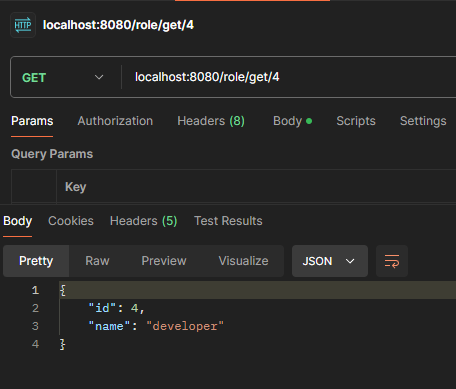 HTTP localhost:8080/role/get/4
GET localhost:8080/role/get/4
Params Authorization Headers (8) Body Scripts Settings
Query Params
Key
Body Cookies Headers (5) Test Results
Pretty Raw Preview Visualize JSON
1 {
2 "id": 4,
3 "name": "developer"
4 }